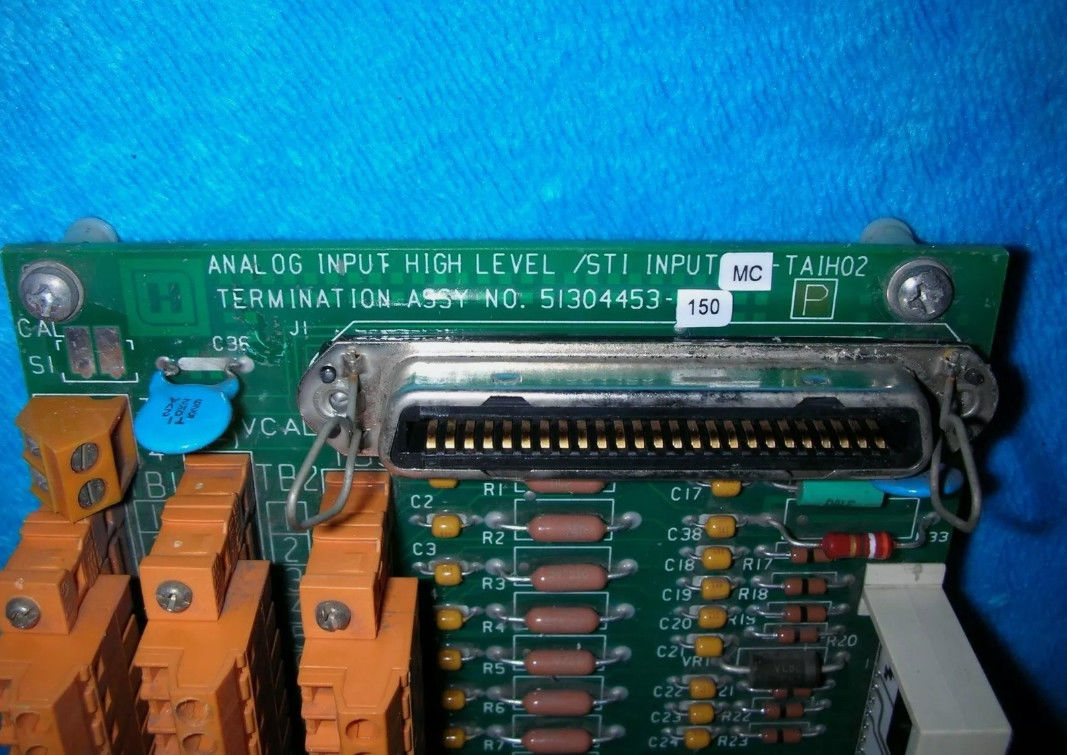 ANALOG INPUT HIGH LEVEL /STI INPUT MC-TAIH02
TERMINATION ASSY NO. 51304453-150
P
H
J1
CAL
S1
C36
VCAL
TB2
2
R1
C17
C2
R2
C38
33
C3
R3
C18
R17
C19
R18
R4
C20
R19
C21
R20
VR1
R5
C22
21
R6
C23
R22
R7
C24
R23